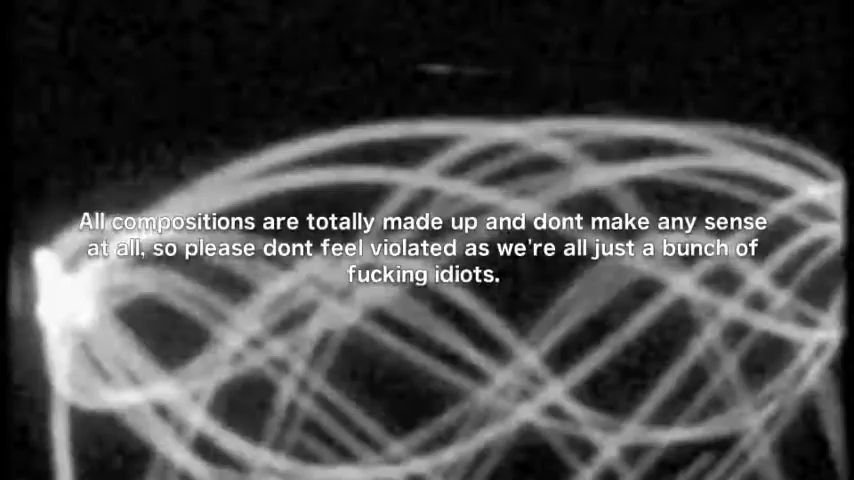 All compositions are totally made up and dont make any sense
at all, so please dont feel violated as we're all just a bunch of
fucking idiots.